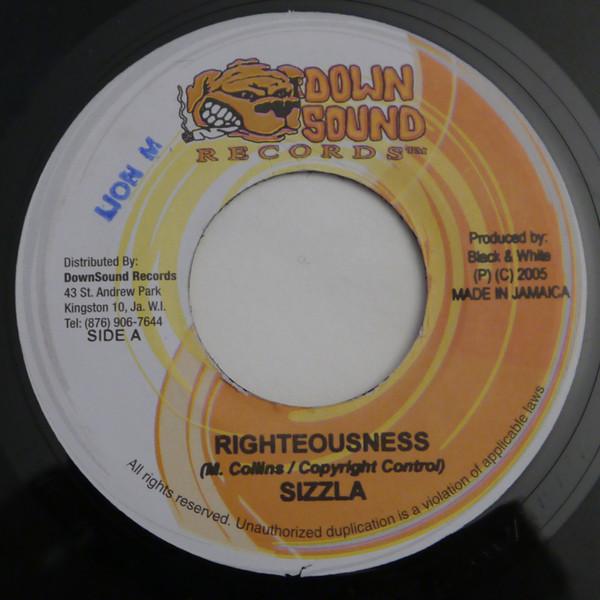 DOWN
SOUND
RECORDS™
LION M
Distributed By:
DownSound Records
43 St. Andrew Park
Kingston 10, Ja. W.I.
Tel: (876) 906-7644
SIDE A
Produced by:
Black & White
(P) (C) 2005
MADE IN JAMAICA
RIGHTEOUSNESS
(M. Collins / Copyright Control)
SIZZLA
All rights reserved. Unauthorized duplication is a violation of applicable laws